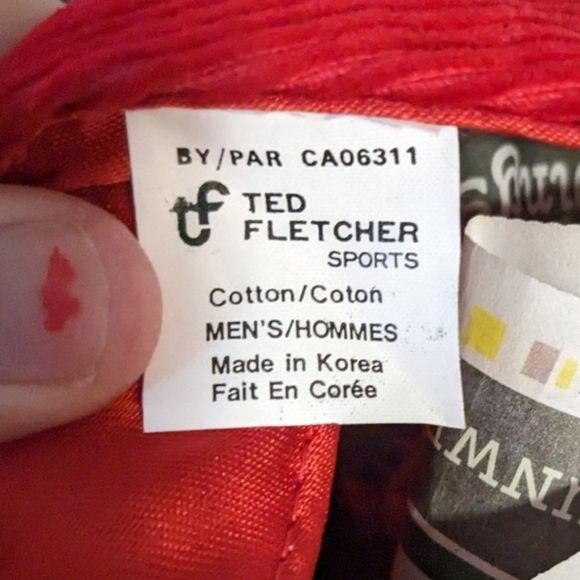 BY/PAR CA06311
tf TED
FLETCHER
SPORTS
Cotton/Coton
MEN'S/HOMMES
Made in Korea
Fait En Corée